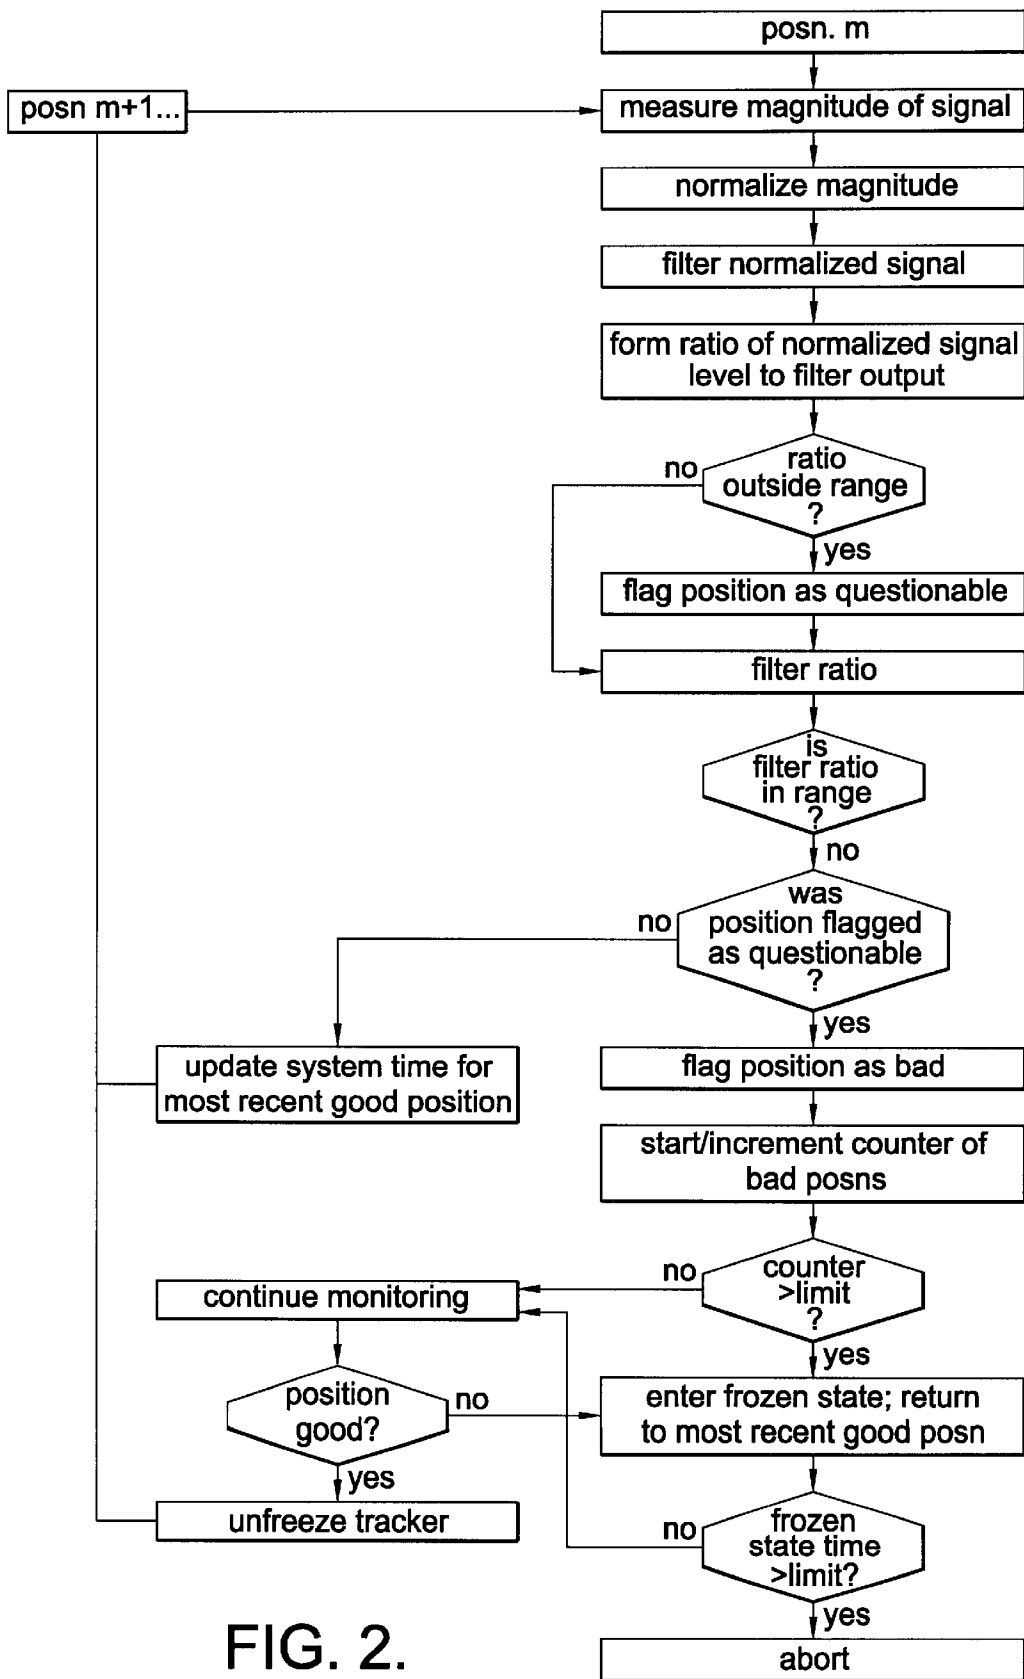 posn. m
posn m+1...
measure magnitude of signal
normalize magnitude
filter normalized signal
form ratio of normalized signal
level to filter output
no
ratio
outside range
?
yes
flag position as questionable
filter ratio
is
filter ratio
in range
?
no
was
position flagged
as questionable
?
no
yes
update system time for
most recent good position
flag position as bad
start/increment counter of
bad posns
counter
>limit
?
no
yes
continue monitoring
position
good?
no
yes
enter frozen state; return
to most recent good posn
unfreeze tracker
frozen
state time
>limit?
no
yes
abort
FIG. 2.